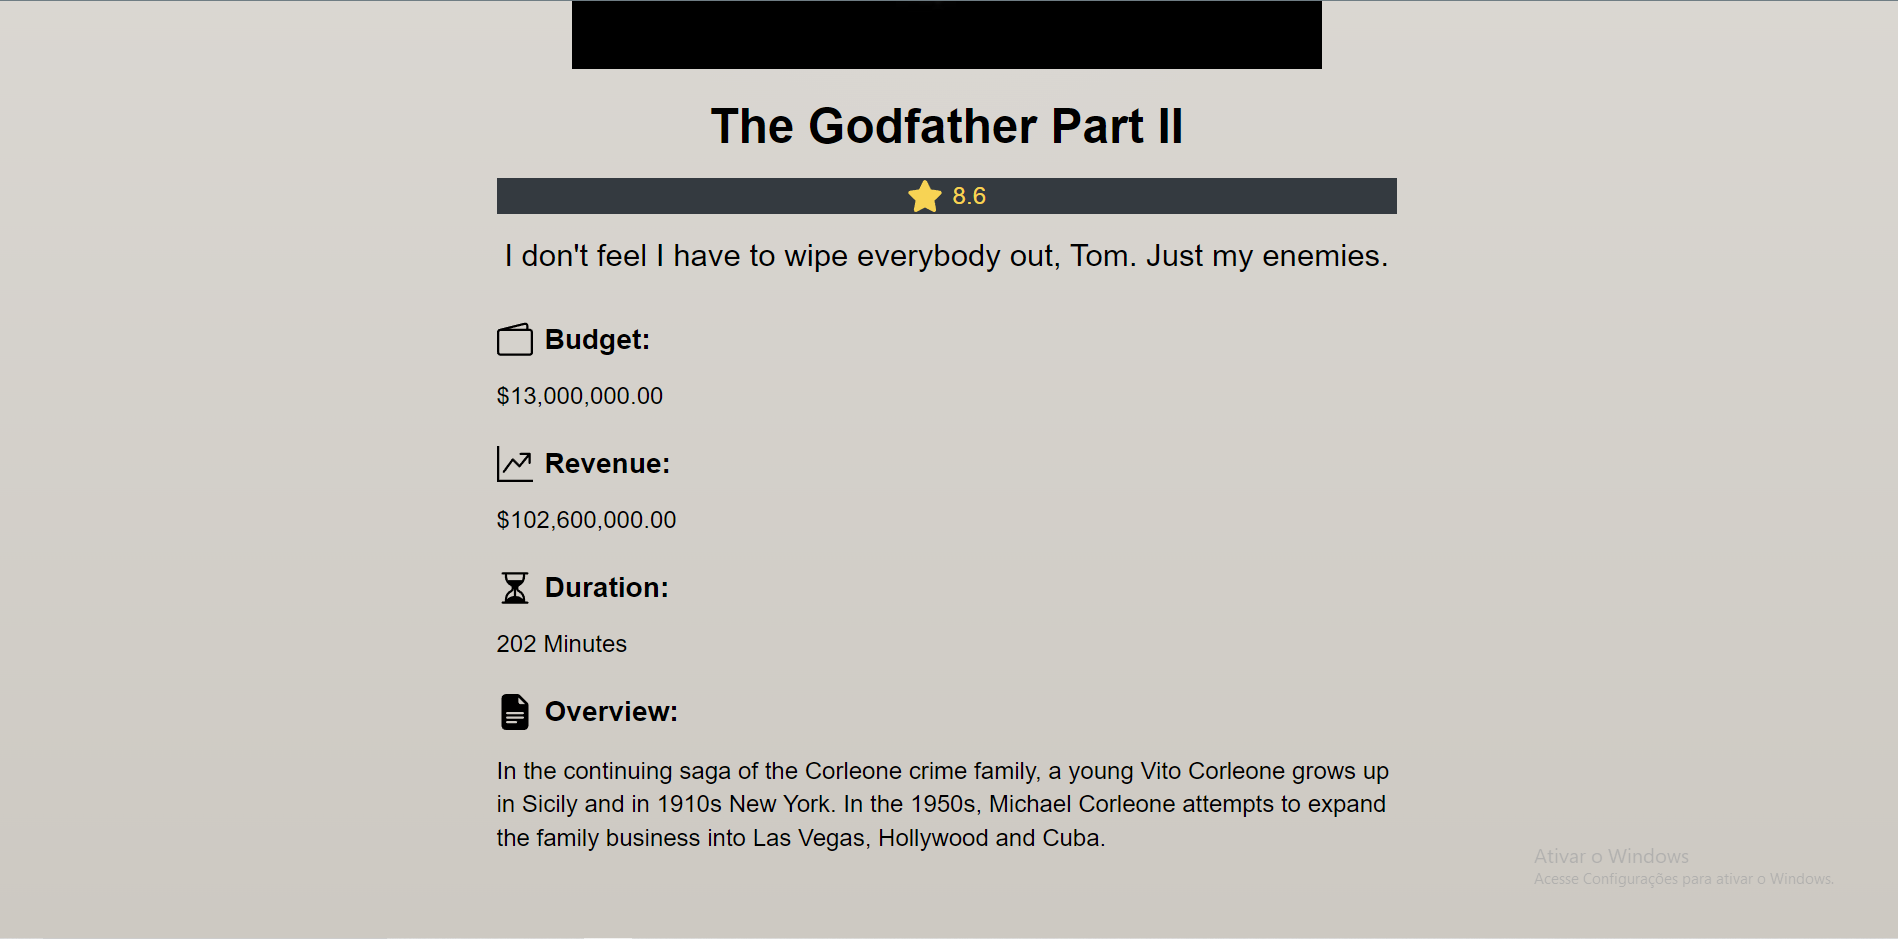 The Godfather Part II
8.6
I don't feel I have to wipe everybody out, Tom. Just my enemies.
Budget:
$13,000,000.00
Revenue:
$102,600,000.00
Duration:
202 Minutes
Overview:
In the continuing saga of the Corleone crime family, a young Vito Corleone grows up
in Sicily and in 1910s New York. In the 1950s, Michael Corleone attempts to expand
the family business into Las Vegas, Hollywood and Cuba.
Ativar o Windows
Acesse Configurações para ativar o Windows.